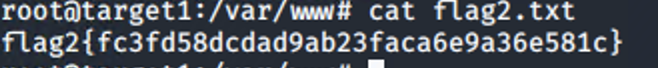 root@target1:/var/www# cat flag2.txt
flag2{fc3fd58dcdad9ab23faca6e9a36e581c}